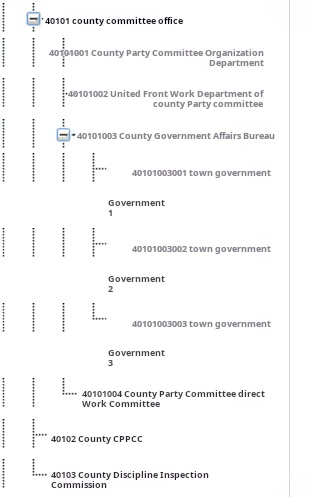 40101 county committee office
40101001 County Party Committee Organization
Department
40101002 United Front Work Department of
county Party committee
40101003 County Government Affairs Bureau
40101003001 town government
Government
1
40101003002 town government
Government
2
40101003003 town government
Government
3
40101004 County Party Committee direct
Work Committee
40102 County CPPCC
40103 County Discipline Inspection
Commission